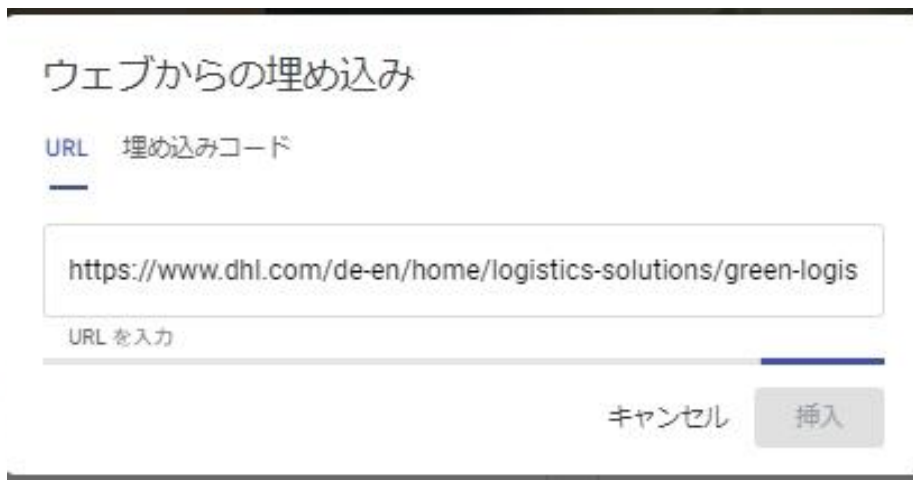 ウェブからの埋め込み
URL 埋め込みコード
https://www.dhl.com/de-en/home/logistics-solutions/green-logis
URL を入力
キャンセル 挿入